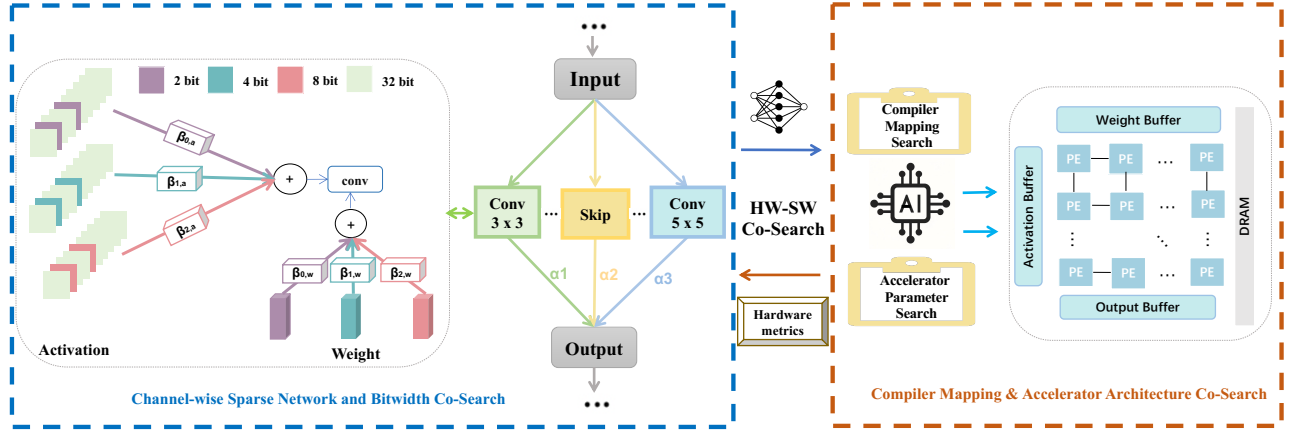 2 bit
4 bit
8 bit
32 bit
β0,a
β1,a
β2,a
+
conv
+
β0,w
β1,w
β2,w
Activation
Weight
•••
Input
Conv
3 x 3
...
Skip
...
Conv
5 x 5
α1
α2
α3
Output
•••
Channel-wise Sparse Network and Bitwidth Co-Search
HW-SW
Co-Search
Hardware
metrics
Compiler
Mapping
Search
AI
Accelerator
Parameter
Search
Weight Buffer
Activation Buffer
PE
PE
...
PE
PE
PE
...
PE
PE
PE
...
PE
Output Buffer
DRAM
Compiler Mapping & Accelerator Architecture Co-Search